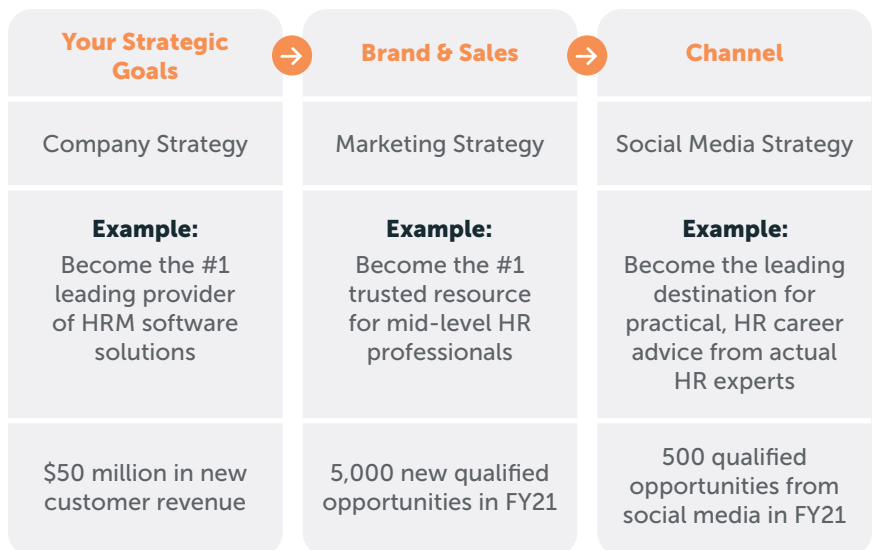 Your Strategic
Goals
Brand & Sales
Channel
Company Strategy
Marketing Strategy
Social Media Strategy
Example:
Become the #1
leading provider
of HRM software
solutions
Example:
Become the #1
trusted resource
for mid-level HR
professionals
Example:
Become the leading
destination for
practical, HR career
advice from actual
HR experts
$50 million in new
customer revenue
5,000 new qualified
opportunities in FY21
500 qualified
opportunities from
social media in FY21